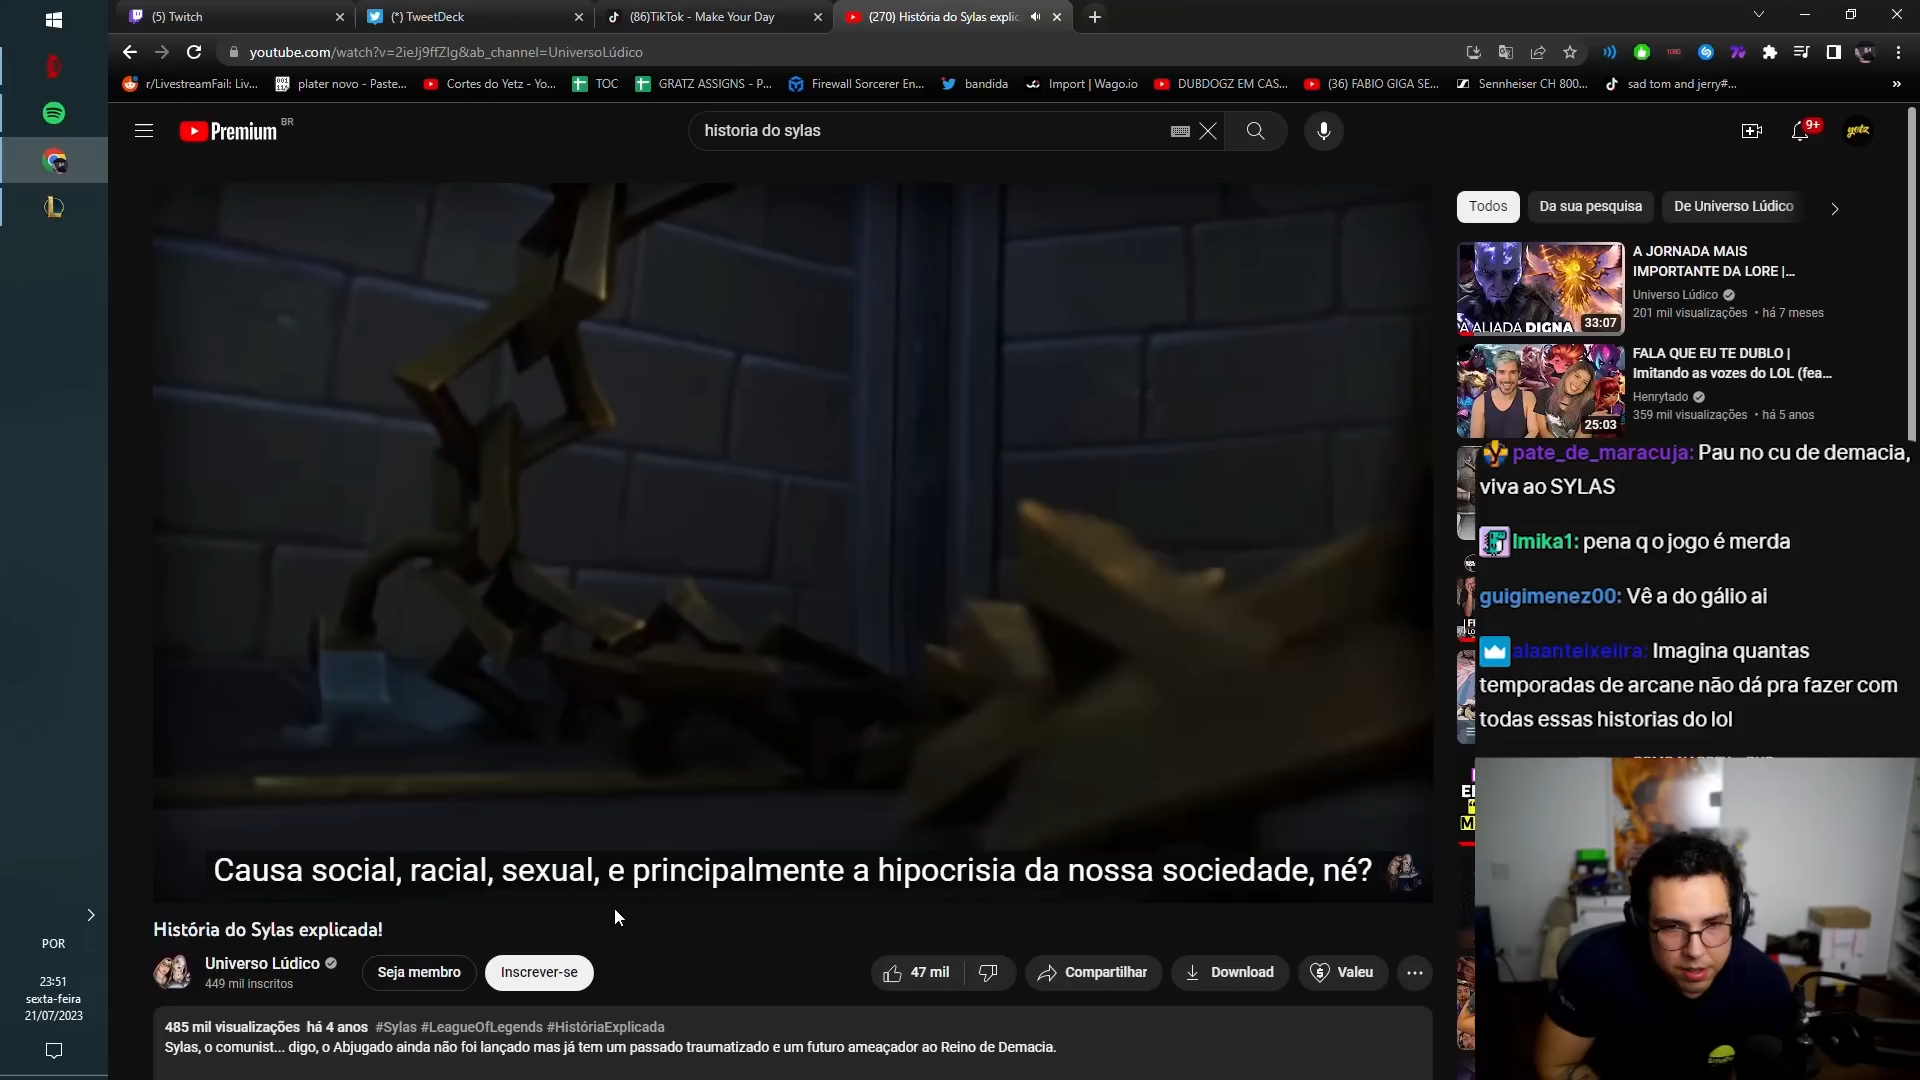 (5) Twitch
(*) TweetDeck
(86)TikTok - Make Your Day
(270) História do Sylas explic
youtube.com/watch?v=2ieJj9ffZlg&ab_channel=UniversoLúdico
1080
r/LivestreamFail: Liv...
plater novo - Paste...
Cortes do Yetz - Yo...
TOC
GRATZ ASSIGNS - P...
Firewall Sorcerer En...
bandida
Import | Wago.io
DUBDOGZ EM CAS...
(36) FABIO GIGA SE...
Sennheiser CH 800...
sad tom and jerry#...
»
Premium BR
historia do sylas
9+
yetz
Todos
Da sua pesquisa
De Universo Lúdico
A JORNADA MAIS
IMPORTANTE DA LORE |...
Universo Lúdico
201 mil visualizações • há 7 meses
A ALIADA DIGNA
33:07
FALA QUE EU TE DUBLO |
Imitando as vozes do LOL (fea...
Henrytado
359 mil visualizações • há 5 anos
25:03
pate_de_maracuja: Pau no cu de demacia,
viva ao SYLAS
lmika1: pena q o jogo é merda
guigimenez00: Vê a do gálio ai
alaanteixeiira: Imagina quantas
temporadas de arcane não dá pra fazer com
todas essas historias do lol
Causa social, racial, sexual, e principalmente a hipocrisia da nossa sociedade, né?
História do Sylas explicada!
Universo Lúdico
449 mil inscritos
Seja membro
Inscrever-se
47 mil
Compartilhar
Download
Valeu
485 mil visualizações há 4 anos #Sylas #LeagueOfLegends #HistóriaExplicada
Sylas, o comunist... digo, o Abjugado ainda não foi lançado mas já tem um passado traumatizado e um futuro ameaçador ao Reino de Demacia.
POR
23:51
sexta-feira
21/07/2023